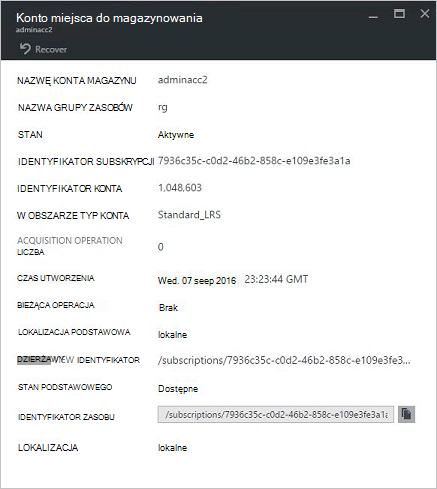 Konto miejsca do magazynowania
adminacc2
Recover
NAZWĘ KONTA MAGAZYNU adminacc2
NAZWA GRUPY ZASOBÓW rg
STAN Aktywne
IDENTYFIKATOR SUBSKRYPCJI 7936c35c-c0d2-46b2-858c-e109e3fe3a1a
IDENTYFIKATOR KONTA 1,048,603
W OBSZARZE TYP KONTA Standard_LRS
ACQUISITION OPERATION
LICZBA 0
CZAS UTWORZENIA Wed. 07 seep 2016 23:23:44 GMT
BIEŻĄCA OPERACJA Brak
LOKALIZACJA PODSTAWOWA lokalne
IDENTYFIKATOR /subscriptions/7936c35c-c0d2-46b2-858c-e109e3fe3...
STAN PODSTAWOWEGO Dostępne
IDENTYFIKATOR ZASOBU /subscriptions/7936c35c-c0d2-46b2-858c-e109e3fe3a1a
LOKALIZACJA lokalne